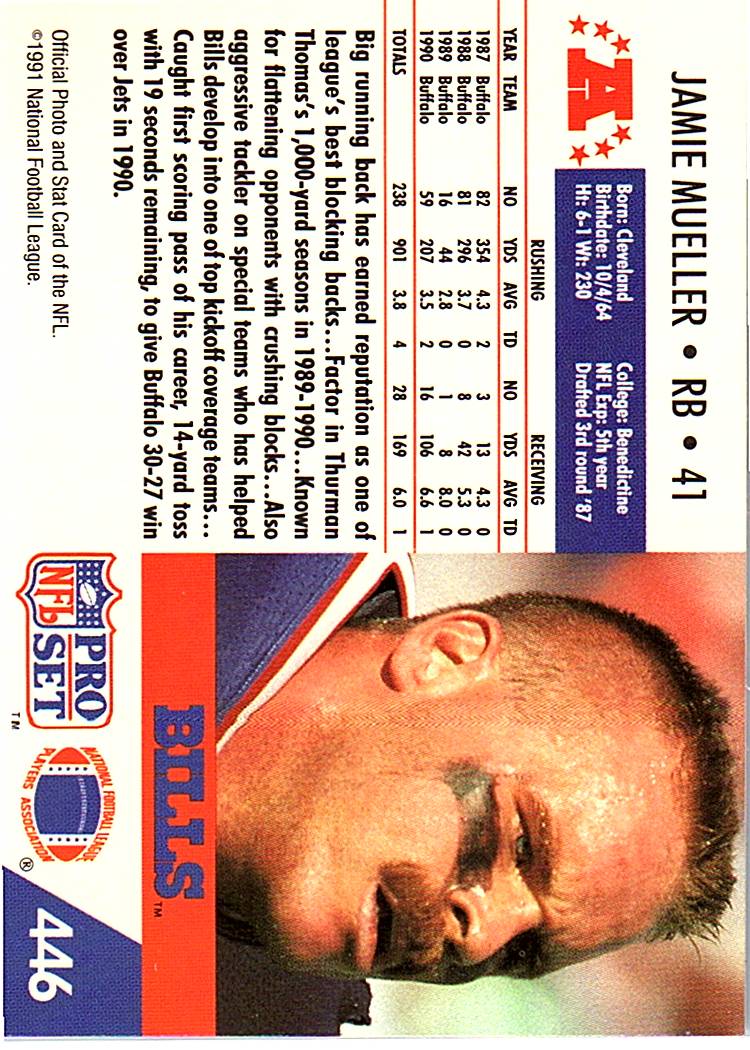 JAMIE MUELLER • RB • 41
A
Born: Cleveland College: Benedictine
Birthdate: 10/4/64 NFL Exp: 5th year
Ht: 6-1 Wt: 230 Drafted 3rd round '87
RUSHING RECEIVING
YEAR TEAM NO YDS AVG TD NO YDS AVG TD
1987 Buffalo 82 354 4.3 2 3 13 4.3 0
1988 Buffalo 81 296 3.7 0 8 42 5.3 0
1989 Buffalo 16 44 2.8 0 1 8 8.0 0
1990 Buffalo 59 207 3.5 2 16 106 6.6 1
TOTALS 238 901 3.8 4 28 169 6.0 1
Big running back has earned reputation as one of
league's best blocking backs...Factor in Thurman
Thomas's 1,000-yard seasons in 1989-1990...Known
for flattening opponents with crushing blocks...Also
aggressive tackler on special teams who has helped
Bills develop into one of top kickoff coverage teams...
Caught first scoring pass of his career, 14-yard toss
with 19 seconds remaining, to give Buffalo 30-27 win
over Jets in 1990.
Official Photo and Stat Card of the NFL.
©1991 National Football League.
BILLS™
NFL PRO SET™
NATIONAL FOOTBALL LEAGUE
PLAYERS ASSOCIATION ®
446